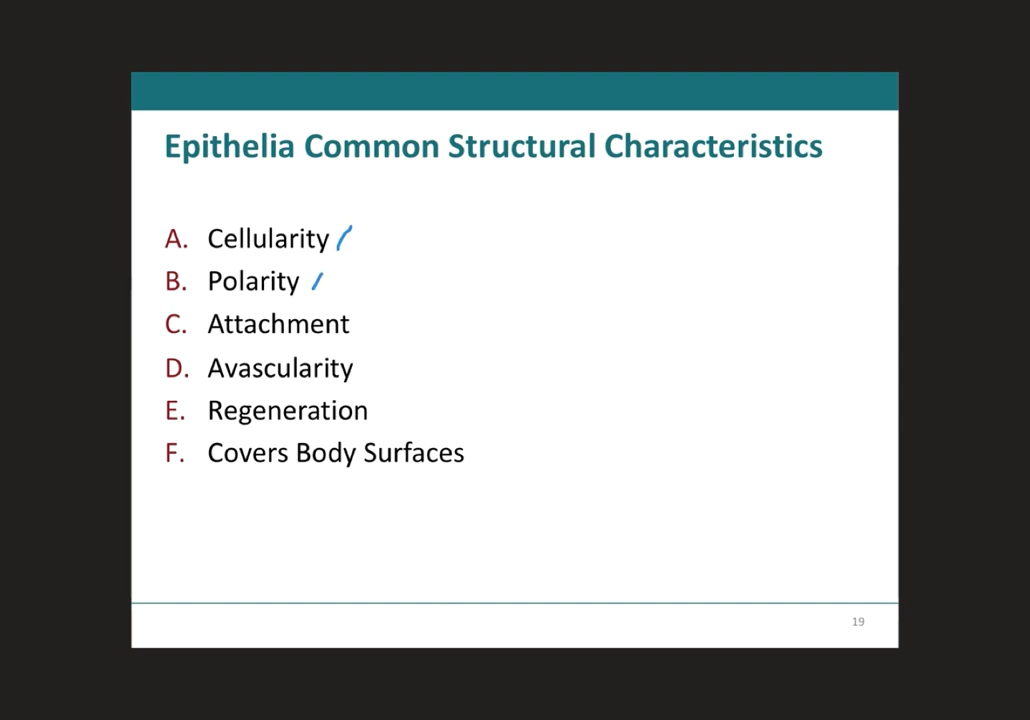 Epithelia Common Structural Characteristics
A. Cellularity
B. Polarity
C. Attachment
D. Avascularity
E. Regeneration
F. Covers Body Surfaces
19